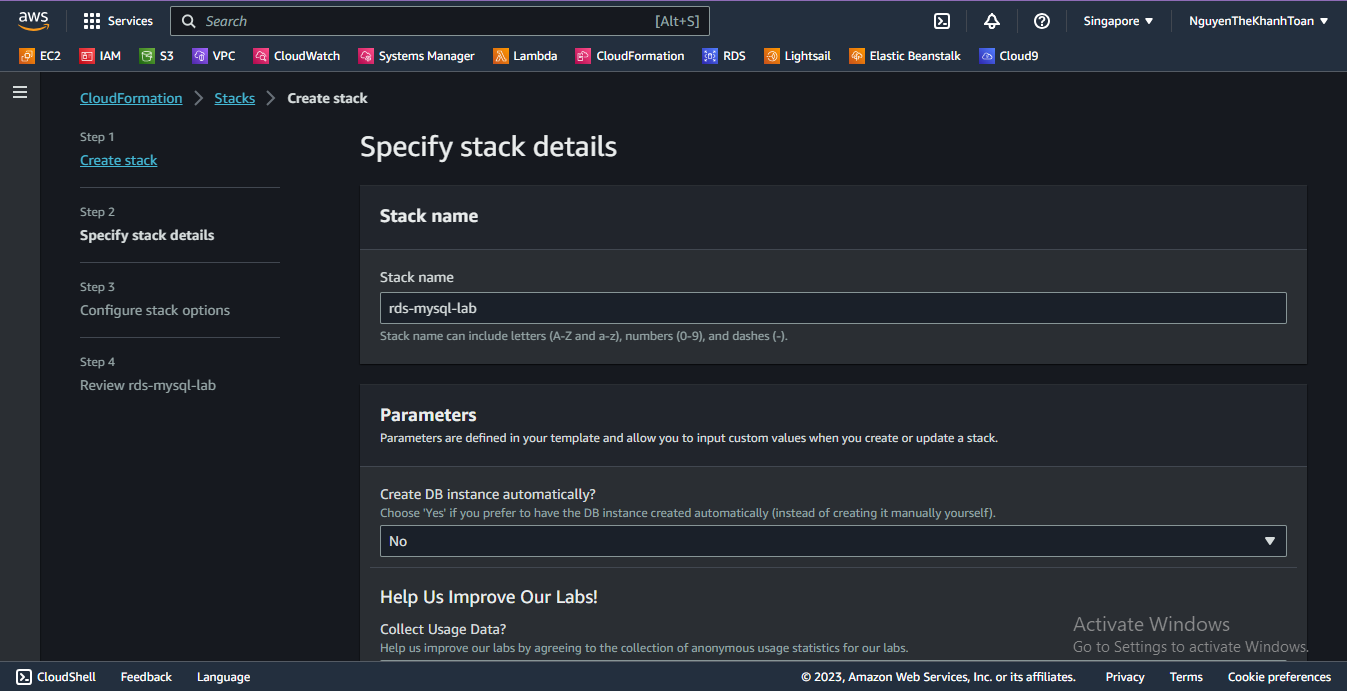 aws
Services
Search
[Alt+S]
Singapore
NguyenTheKhanhToan
EC2
IAM
S3
VPC
CloudWatch
Systems Manager
Lambda
CloudFormation
RDS
Lightsail
Elastic Beanstalk
Cloud9
CloudFormation
Stacks
Create stack
Step 1
Create stack
Step 2
Specify stack details
Step 3
Configure stack options
Step 4
Review rds-mysql-lab
Specify stack details
Stack name
Stack name
rds-mysql-lab
Stack name can include letters (A-Z and a-z), numbers (0-9), and dashes (-).
Parameters
Parameters are defined in your template and allow you to input custom values when you create or update a stack.
Create DB instance automatically?
Choose 'Yes' if you prefer to have the DB instance created automatically (instead of creating it manually yourself).
No
Help Us Improve Our Labs!
Collect Usage Data?
Help us improve our labs by agreeing to the collection of anonymous usage statistics for our labs.
Activate Windows
Go to Settings to activate Windows.
CloudShell
Feedback
Language
© 2023, Amazon Web Services, Inc. or its affiliates.
Privacy
Terms
Cookie preferences